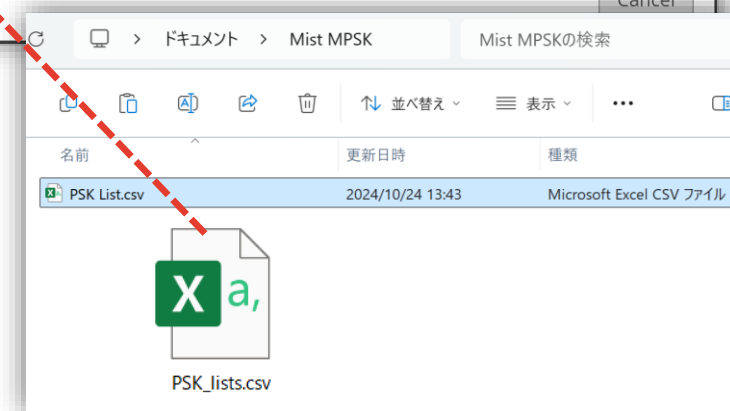 Cancel
ドキュメント > Mist MPSK
Mist MPSKの検索
並べ替え
表示
名前 更新日時 種類
PSK List.csv 2024/10/24 13:43 Microsoft Excel CSV ファイル
X a,
PSK_lists.csv